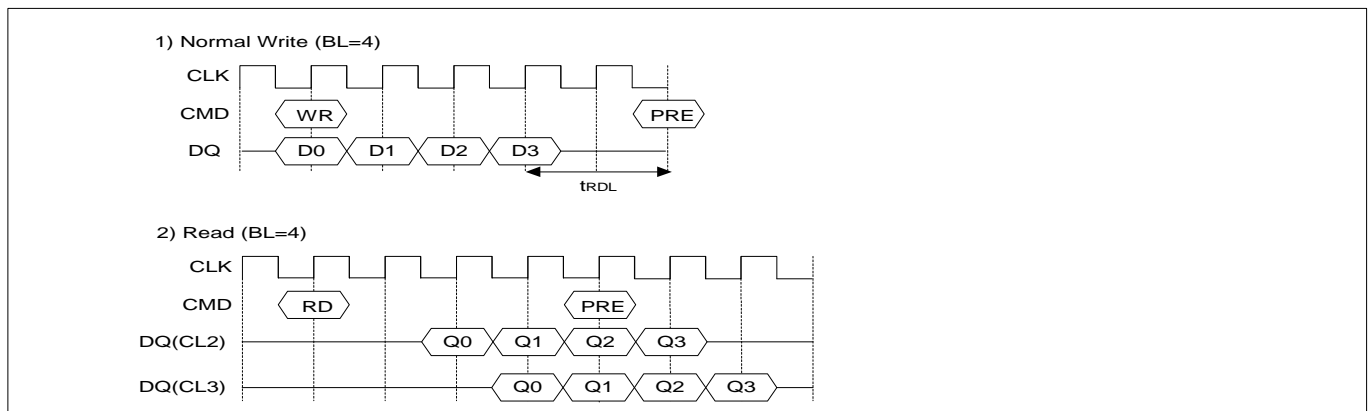 1) Normal Write (BL=4)
CLK
CMD WR PRE
DQ D0 D1 D2 D3
tRDL
2) Read (BL=4)
CLK
CMD RD PRE
DQ(CL2) Q0 Q1 Q2 Q3
DQ(CL3) Q0 Q1 Q2 Q3